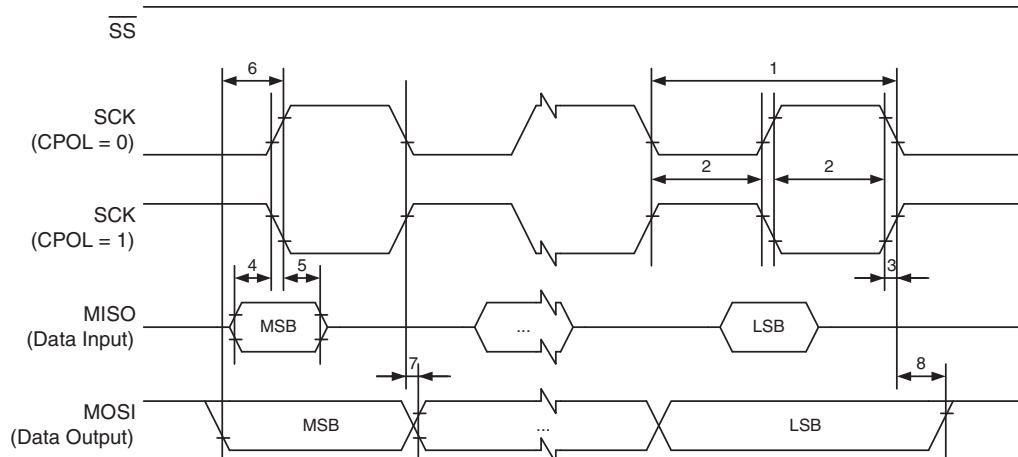 SS
6
1
SCK
(CPOL = 0)
2
2
SCK
(CPOL = 1)
4
5
3
MISO
(Data Input)
MSB
...
LSB
7
8
MOSI
(Data Output)
MSB
...
LSB